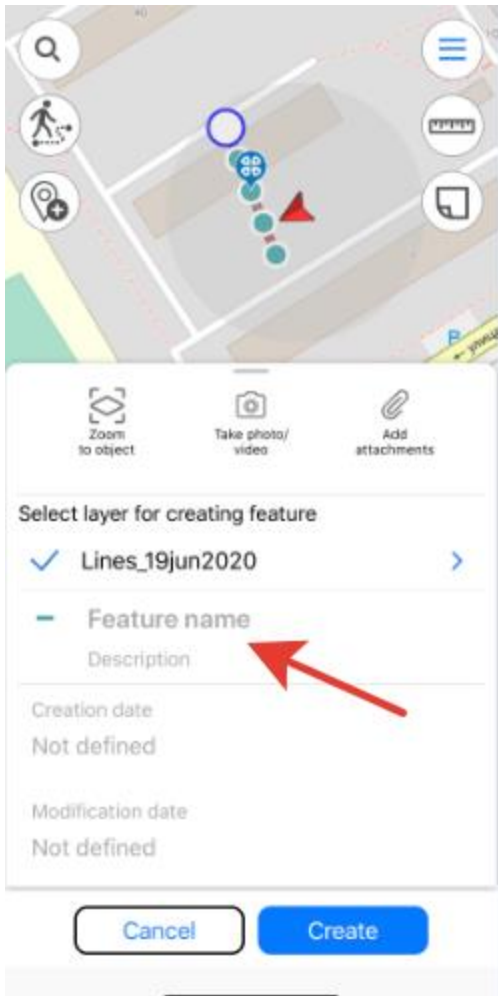 Zoom
to object
Take photo/
video
Add
attachments
Select layer for creating feature
Lines_19jun2020
Feature name
Description
Creation date
Not defined
Modification date
Not defined
Cancel
Create